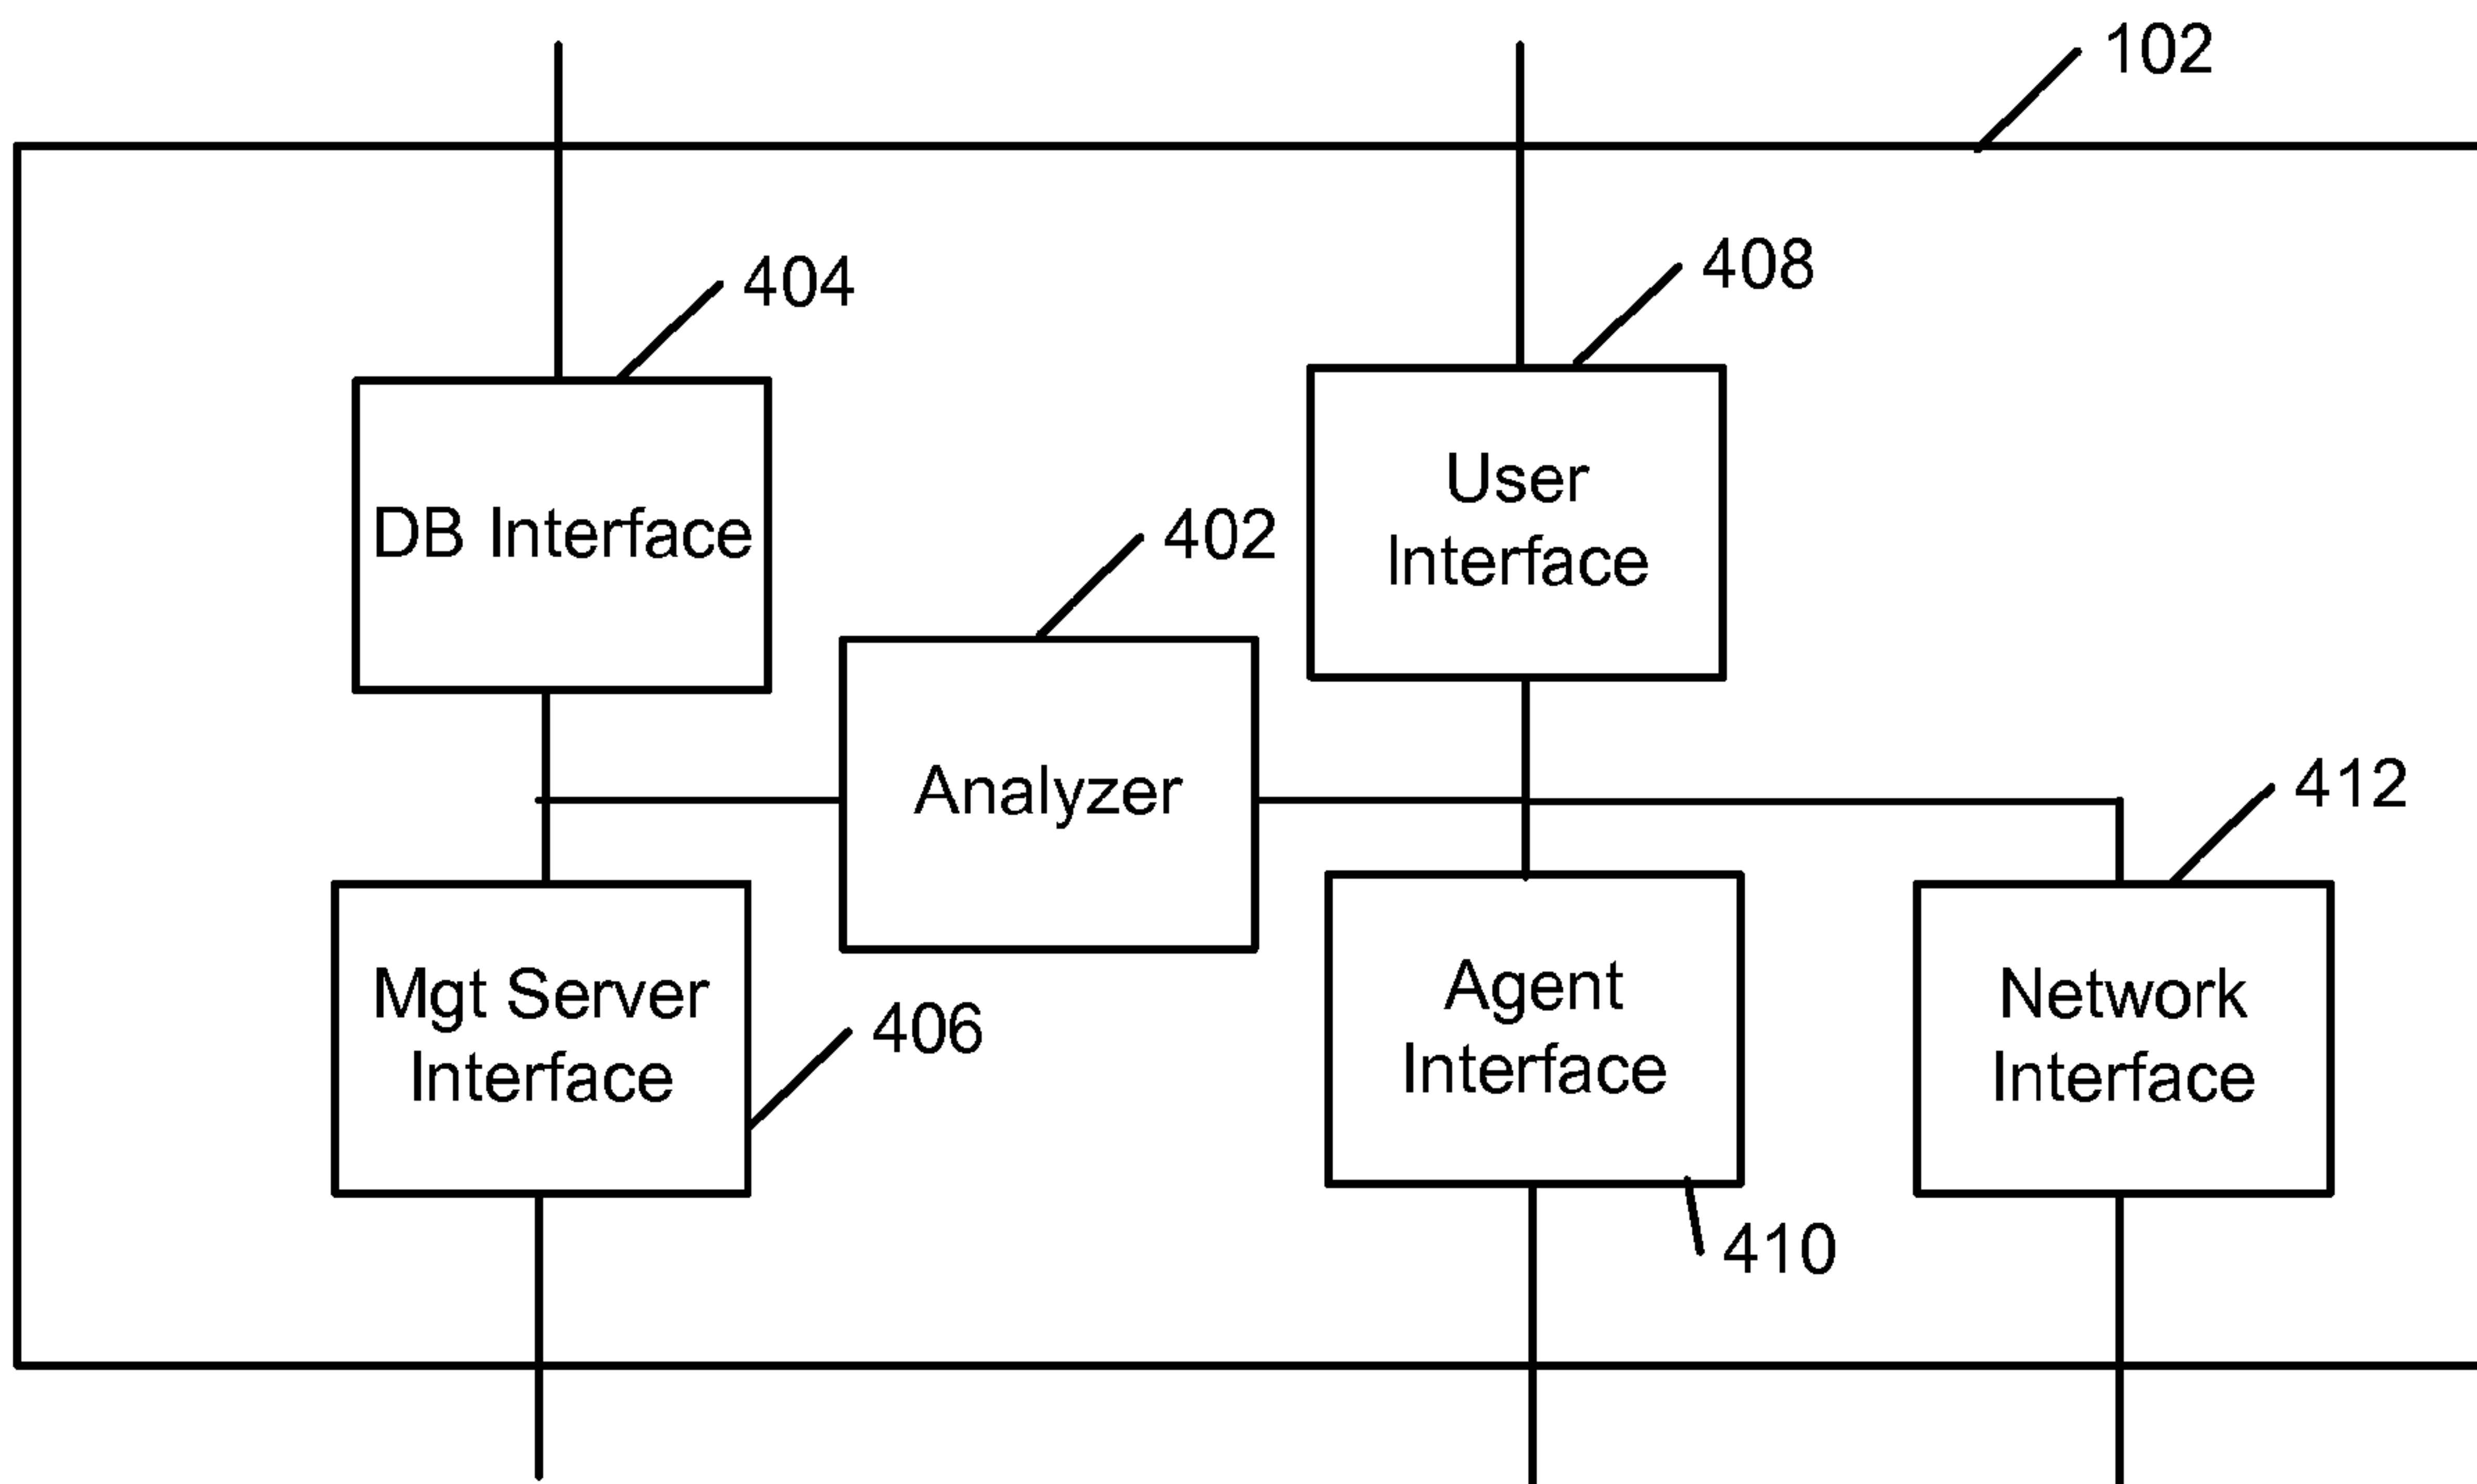 102
404
408
DB Interface
User
Interface
402
Analyzer
412
Mgt Server
Interface
406
Agent
Interface
Network
Interface
410